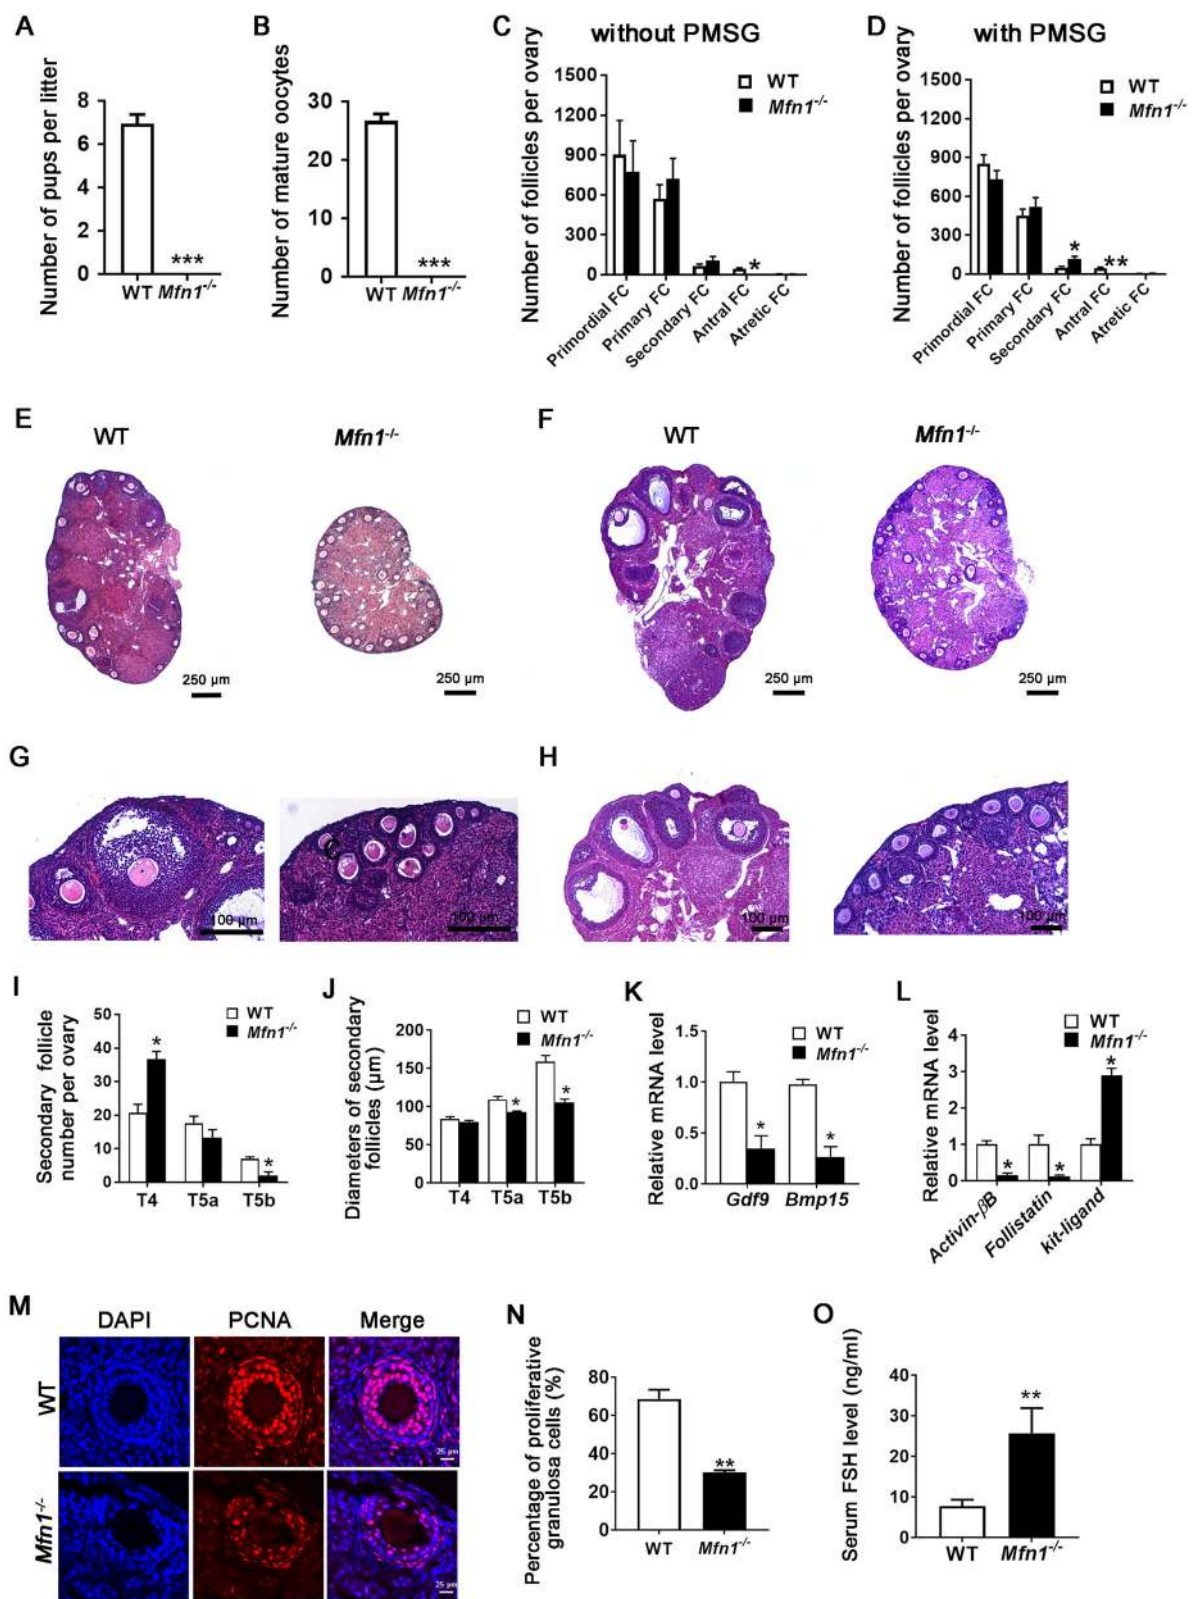 A
Number of pups per litter
8
6
4
2
0
***
WT Mfn1-/-
B
Number of mature oocytes
30
20
10
0
***
WT Mfn1-/-
C
without PMSG
Number of follicles per ovary
1500
1200
900
600
300
0
WT
Mfn1-/-
*
Primordial FC
Primary FC
Secondary FC
Antral FC
Atretic FC
D
with PMSG
Number of follicles per ovary
1500
1200
900
600
300
0
WT
Mfn1-/-
*
**
Primordial FC
Primary FC
Secondary FC
Antral FC
Atretic FC
E
WT
Mfn1-/-
250 µm
250 µm
F
WT
Mfn1-/-
250 µm
250 µm
G
100 µm
100 µm
H
100 µm
100 µm
I
Secondary follicle
number per ovary
50
40
30
20
10
0
WT
Mfn1-/-
*
*
T4 T5a T5b
J
Diameters of secondary
follicles (µm)
200
150
100
50
0
WT
Mfn1-/-
*
*
T4 T5a T5b
K
Relative mRNA level
1.5
1.0
0.5
0.0
WT
Mfn1-/-
*
*
Gdf9 Bmp15
L
Relative mRNA level
4
3
2
1
0
WT
Mfn1-/-
*
*
*
Activin-βB
Follistatin
kit-ligand
M
DAPI PCNA Merge
WT
25 µm
Mfn1-/-
25 µm
N
Percentage of proliferative
granulosa cells (%)
80
60
40
20
0
**
WT Mfn1-/-
O
Serum FSH level (ng/ml)
40
30
20
10
0
**
WT Mfn1-/-